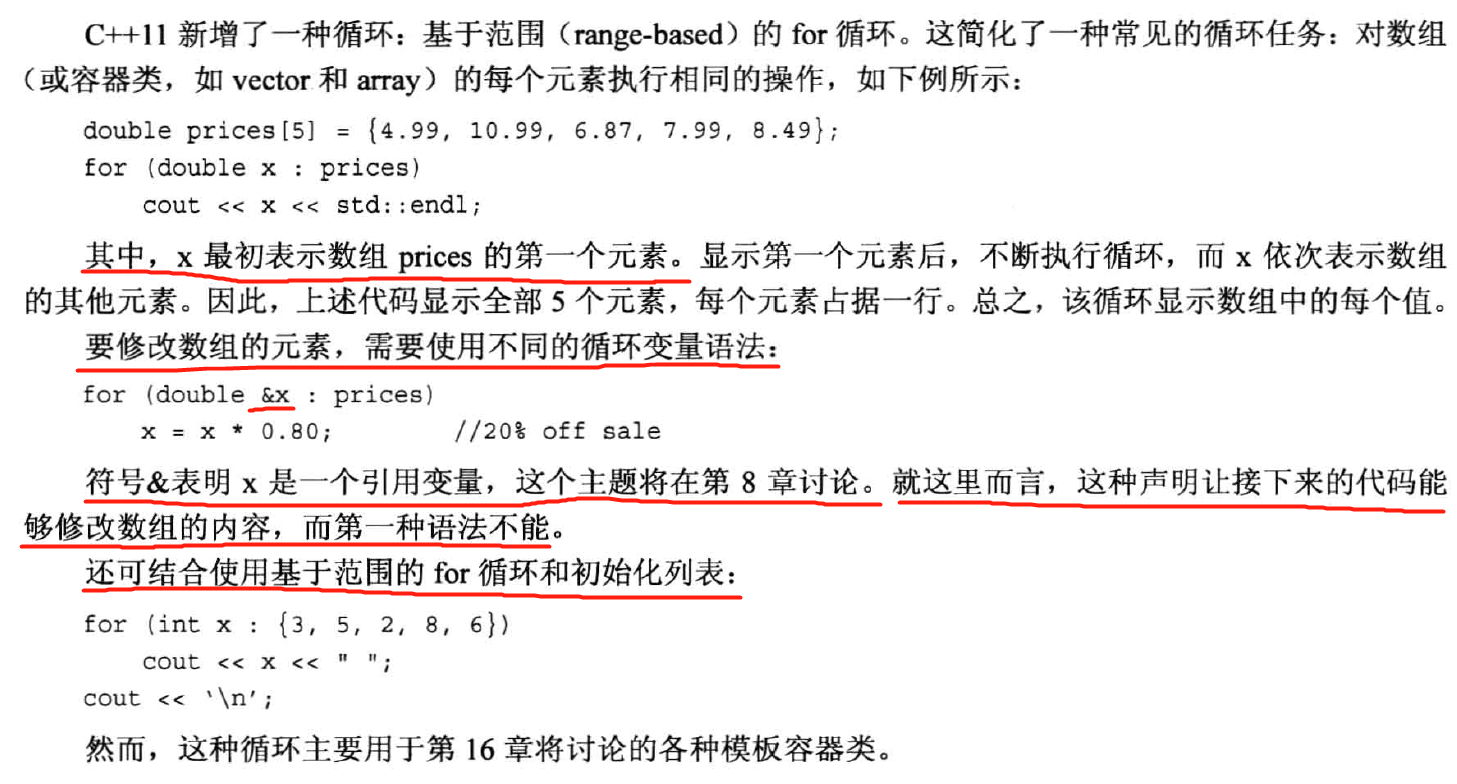 C++11 新增了一种循环：基于范围（range-based）的 for 循环。这简化了一种常见的循环任务：对数组
（或容器类，如 vector 和 array）的每个元素执行相同的操作，如下例所示：
double prices[5] = {4.99, 10.99, 6.87, 7.99, 8.49};
for (double x : prices)
cout << x << std::endl;
其中，x 最初表示数组 prices 的第一个元素。显示第一个元素后，不断执行循环，而 x 依次表示数组
的其他元素。因此，上述代码显示全部 5 个元素，每个元素占据一行。总之，该循环显示数组中的每个值。
要修改数组的元素，需要使用不同的循环变量语法：
for (double &x : prices)
x = x * 0.80; //20% off sale
符号&表明 x 是一个引用变量，这个主题将在第 8 章讨论。就这里而言，这种声明让接下来的代码能
够修改数组的内容，而第一种语法不能。
还可结合使用基于范围的 for 循环和初始化列表：
for (int x : {3, 5, 2, 8, 6})
cout << x << " ";
cout << '\n';
然而，这种循环主要用于第 16 章将讨论的各种模板容器类。